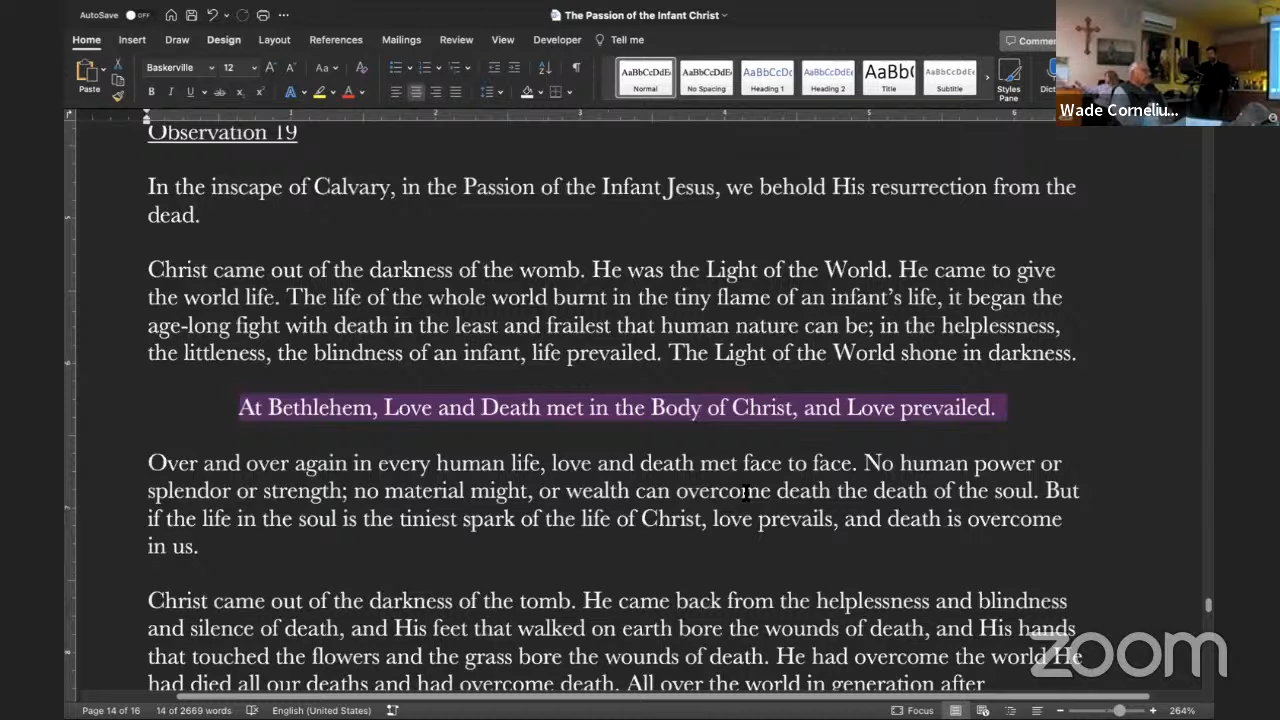 AutoSave OFF
The Passion of the Infant Christ
Home Insert Draw Design Layout References Mailings Review View Developer Tell me
Paste
Baskerville 12
AaBbCcDdEe AaBbCcDdEe AaBbCcDc AaBbCcDdE AaBb( AaBbCcDdEe
Normal No Spacing Heading 1 Heading 2 Title Subtitle
Styles
Pane
Wade Corneliu...
Observation 19
In the inscape of Calvary, in the Passion of the Infant Jesus, we behold His resurrection from the
dead.
Christ came out of the darkness of the womb. He was the Light of the World. He came to give
the world life. The life of the whole world burnt in the tiny flame of an infant’s life, it began the
age-long fight with death in the least and frailest that human nature can be; in the helplessness,
the littleness, the blindness of an infant, life prevailed. The Light of the World shone in darkness.
At Bethlehem, Love and Death met in the Body of Christ, and Love prevailed.
Over and over again in every human life, love and death met face to face. No human power or
splendor or strength; no material might, or wealth can overcome death the death of the soul. But
if the life in the soul is the tiniest spark of the life of Christ, love prevails, and death is overcome
in us.
Christ came out of the darkness of the tomb. He came back from the helplessness and blindness
and silence of death, and His feet that walked on earth bore the wounds of death, and His hands
that touched the flowers and the grass bore the wounds of death. He had overcome the world He
had died all our deaths and had overcome death. All over the world in generation after
zoom
Page 14 of 16 14 of 2669 words English (United States) Focus 264%